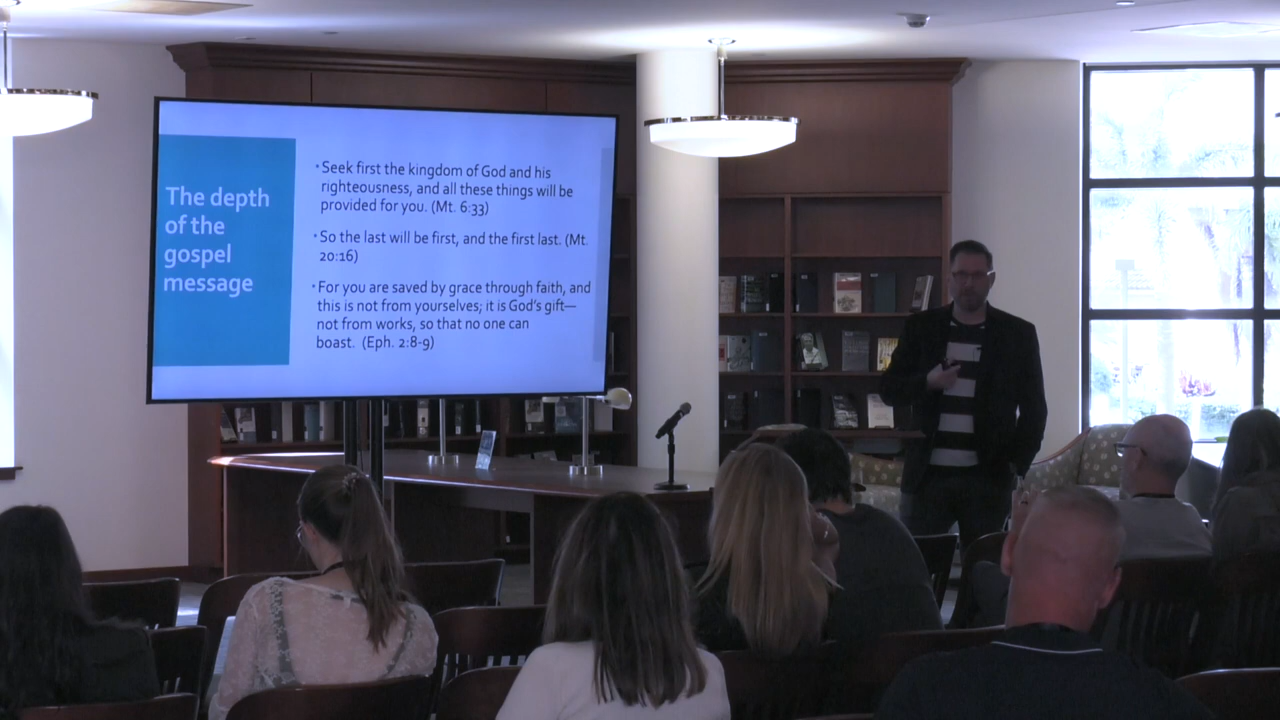 The depth
of the
gospel
message
Seek first the kingdom of God and his
righteousness, and all these things will be
provided for you. (Mt. 6:33)
So the last will be first, and the first last. (Mt.
20:16)
For you are saved by grace through faith, and
this is not from yourselves; it is God's gift—
not from works, so that no one can
boast.  (Eph. 2:8-9)